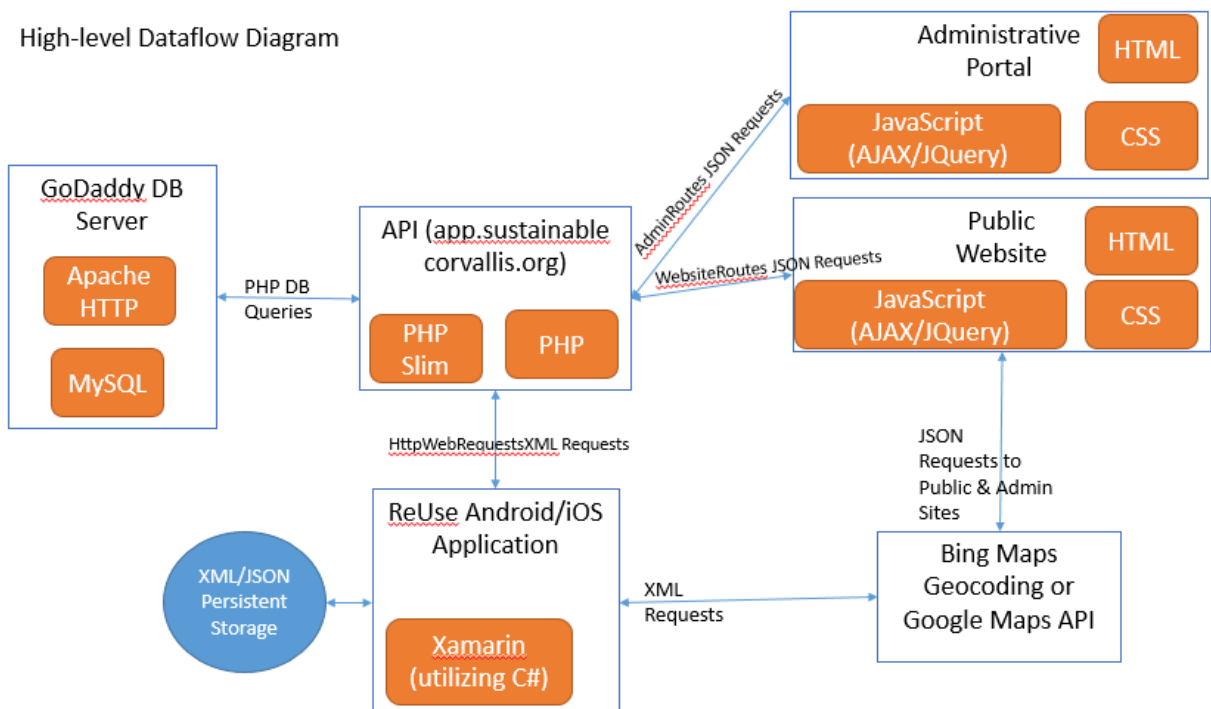 High-level Dataflow Diagram
Administrative
Portal
HTML
JavaScript
(AJAX/JQuery)
CSS
AdminRoutes JSON Requests
GoDaddy DB
Server
Apache
HTTP
MySQL
PHP DB
Queries
API (app.sustainable
corvallis.org)
PHP
Slim
PHP
WebsiteRoutes JSON Requests
Public
Website
HTML
JavaScript
(AJAX/JQuery)
CSS
HttpWebRequestsXML Requests
JSON
Requests to
Public & Admin
Sites
ReUse Android/iOS
Application
Xamarin
(utilizing C#)
XML/JSON
Persistent
Storage
XML
Requests
Bing Maps
Geocoding or
Google Maps API